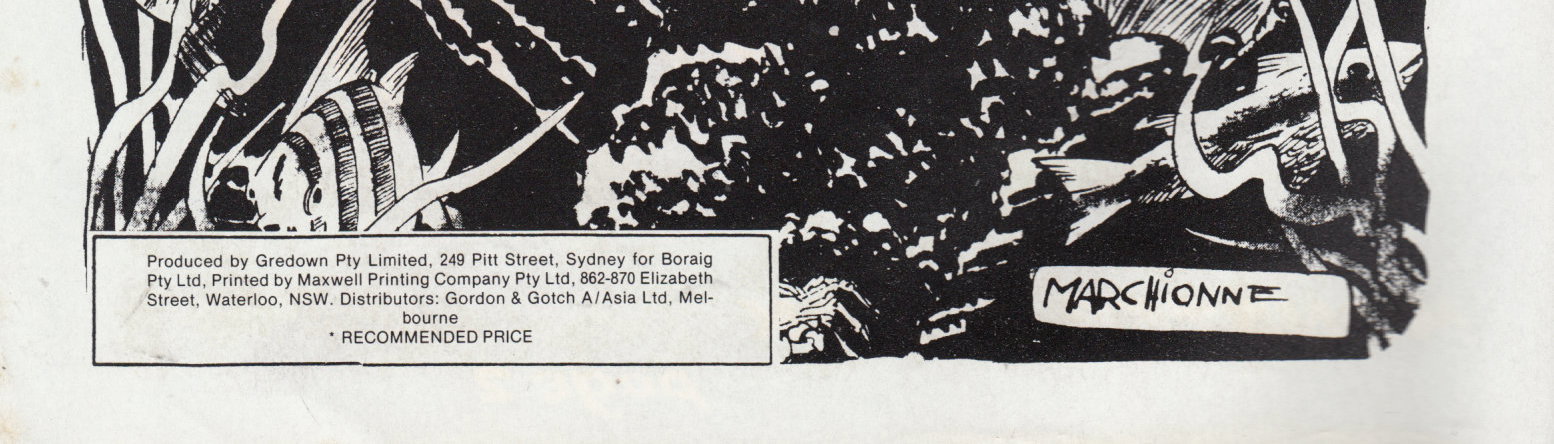 Produced by Gredown Pty Limited, 249 Pitt Street, Sydney for Boraig
Pty Ltd, Printed by Maxwell Printing Company Pty Ltd, 862-870 Elizabeth
Street, Waterloo, NSW. Distributors: Gordon & Gotch A/Asia Ltd, Mel-
bourne
* RECOMMENDED PRICE
MARCHIONNE